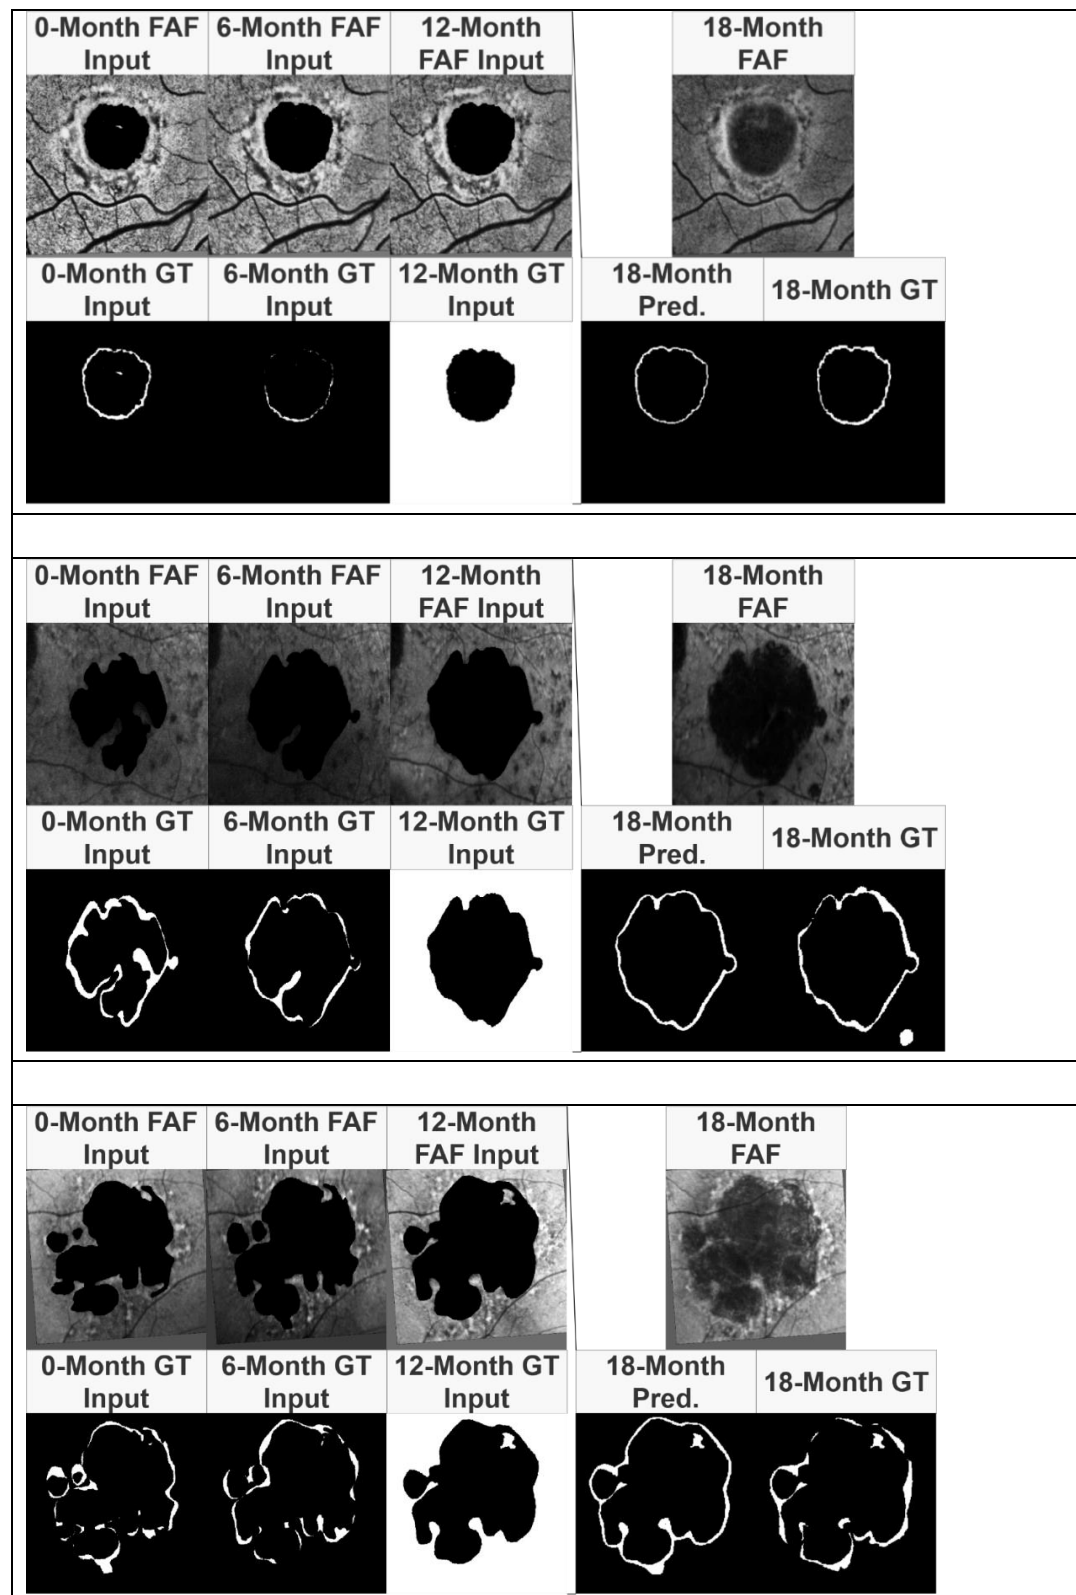 0-Month FAF Input
6-Month FAF Input
12-Month FAF Input
18-Month FAF
0-Month GT Input
6-Month GT Input
12-Month GT Input
18-Month Pred.
18-Month GT
0-Month FAF Input
6-Month FAF Input
12-Month FAF Input
18-Month FAF
0-Month GT Input
6-Month GT Input
12-Month GT Input
18-Month Pred.
18-Month GT
0-Month FAF Input
6-Month FAF Input
12-Month FAF Input
18-Month FAF
0-Month GT Input
6-Month GT Input
12-Month GT Input
18-Month Pred.
18-Month GT